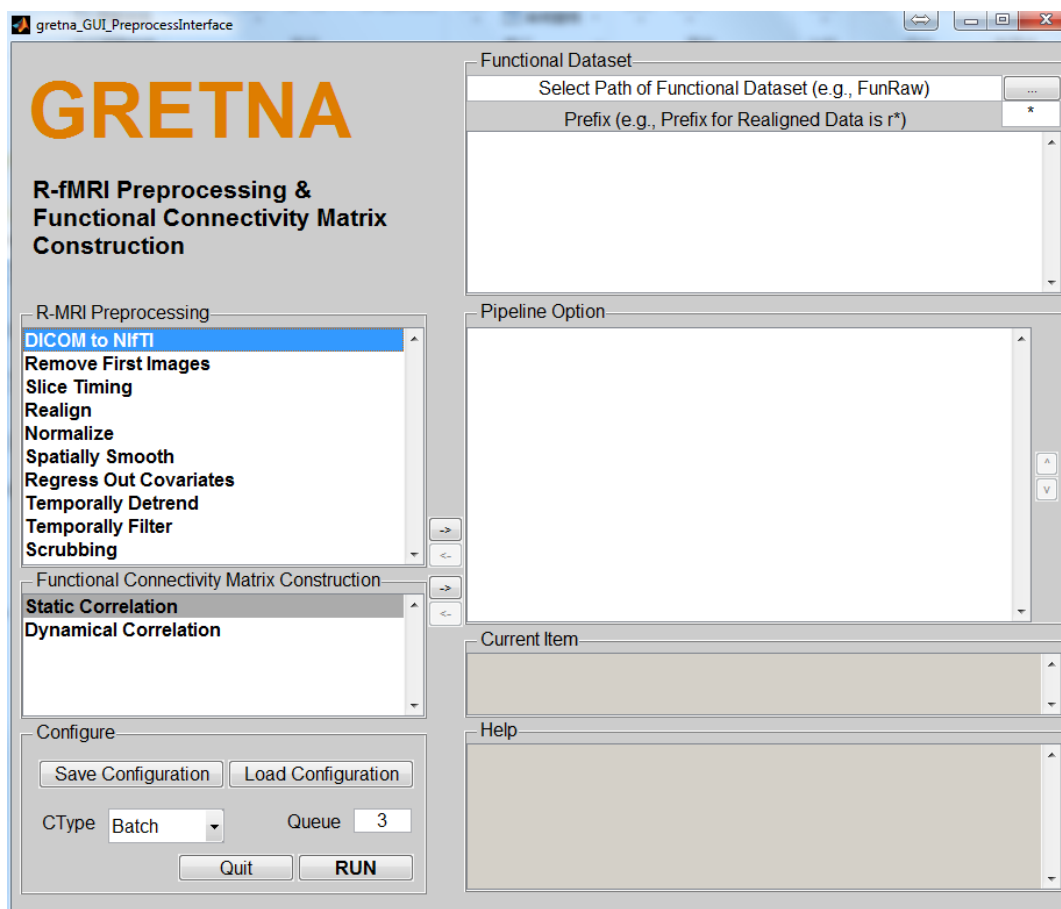 gretna_GUI_PreprocessInterface
GRETNA
R-fMRI Preprocessing &
Functional Connectivity Matrix
Construction
Functional Dataset
Select Path of Functional Dataset (e.g., FunRaw)
...
Prefix (e.g., Prefix for Realigned Data is r*)
*
R-MRI Preprocessing
DICOM to NIfTI
Remove First Images
Slice Timing
Realign
Normalize
Spatially Smooth
Regress Out Covariates
Temporally Detrend
Temporally Filter
Scrubbing
->
<-
Functional Connectivity Matrix Construction
Static Correlation
Dynamical Correlation
->
<-
Configure
Save Configuration
Load Configuration
CType
Batch
Queue
3
Quit
RUN
Pipeline Option
^
v
Current Item
Help